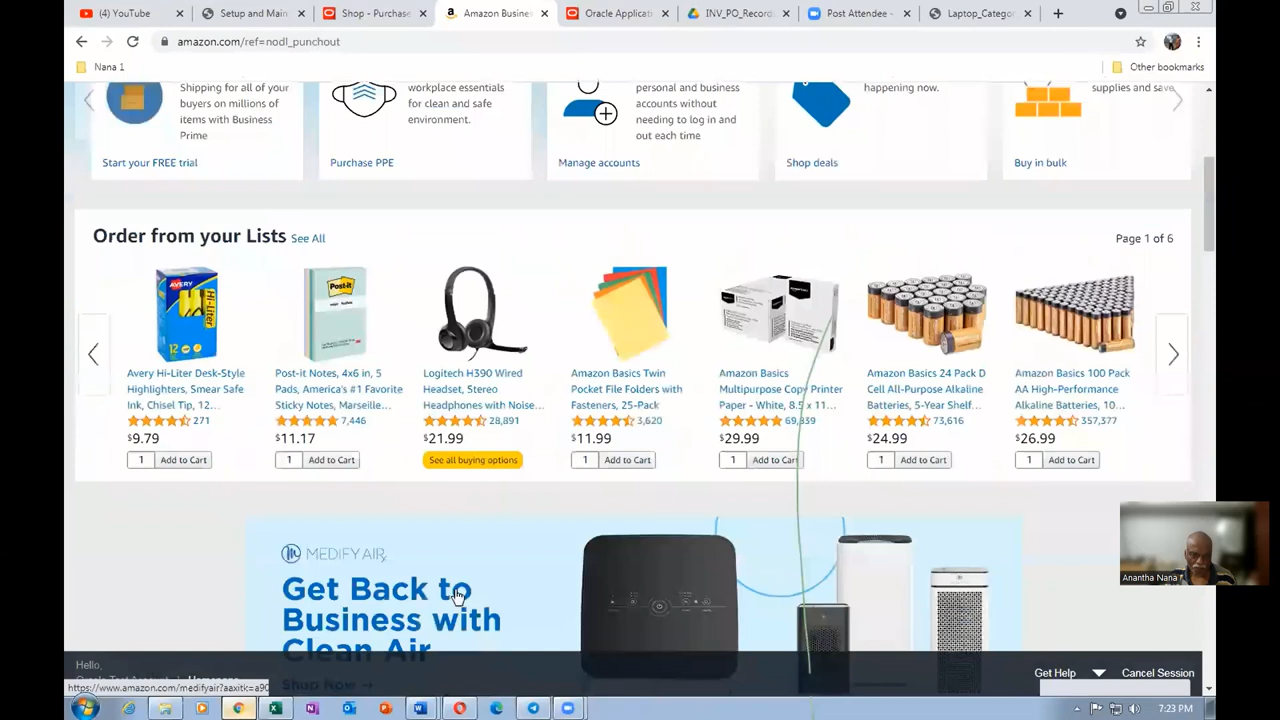 (4) YouTube
Setup and Main
Shop - Purchase
Amazon Busines
Oracle Applicat
INV_PO_Record
Post Attendee -
Laptop_Categor
amazon.com/ref=nodl_punchout
Nana 1
Other bookmarks
Shipping for all of your
buyers on millions of
items with Business
Prime
Start your FREE trial
workplace essentials
for clean and safe
environment.
Purchase PPE
personal and business
accounts without
needing to log in and
out each time
Manage accounts
happening now.
Shop deals
supplies and save
Buy in bulk
Order from your Lists See All
Page 1 of 6
Avery Hi-Liter Desk-Style
Highlighters, Smear Safe
Ink, Chisel Tip, 12...
271
$9.79
1 Add to Cart
Post-it Notes, 4x6 in, 5
Pads, America's #1 Favorite
Sticky Notes, Marseille...
7,446
$11.17
1 Add to Cart
Logitech H390 Wired
Headset, Stereo
Headphones with Noise...
28,891
$21.99
See all buying options
Amazon Basics Twin
Pocket File Folders with
Fasteners, 25-Pack
3,620
$11.99
1 Add to Cart
Amazon Basics
Multipurpose Copy Printer
Paper - White, 8.5 x 11...
$29.99
1 Add to Cart
Amazon Basics 24 Pack D
Cell All-Purpose Alkaline
Batteries, 5-Year Shelf...
73,616
$24.99
1 Add to Cart
Amazon Basics 100 Pack
AA High-Performance
Alkaline Batteries, 10...
357,377
$26.99
1 Add to Cart
AVERY
HI-LITER
12
Post-it
MEDIFY AIR
Get Back to
Business with
Clean Air
Shop Now →
Anantha Nana
Hello,
Get Help
Cancel Session
7:23 PM